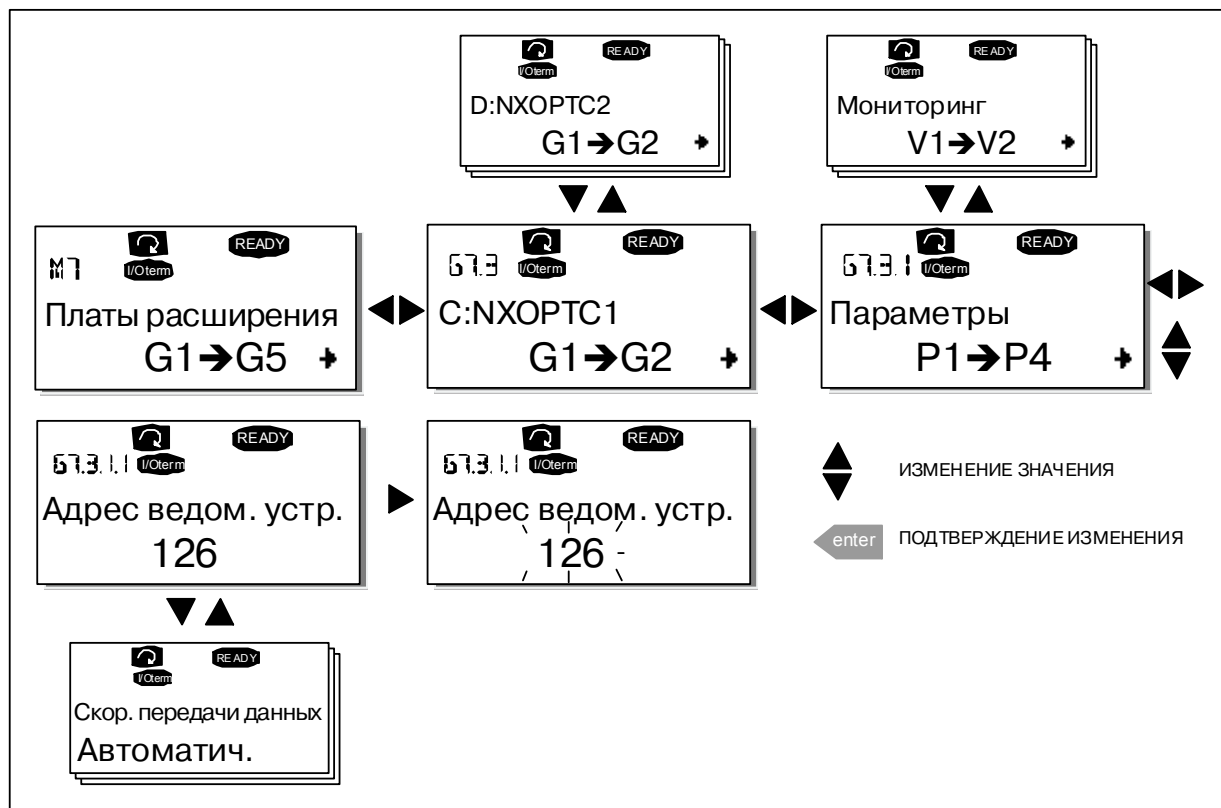 READY
I/Oterm
D:NXOPTC2
G1➔G2
READY
I/Oterm
Мониторинг
V1➔V2
READY
M7 I/Oterm
Платы расширения
G1➔G5
READY
G7.3 I/Oterm
C:NXOPTC1
G1➔G2
READY
G7.3.1 I/Oterm
Параметры
P1➔P4
READY
G7.3.1.1 I/Oterm
Адрес ведом. устр.
126
READY
G7.3.1.1 I/Oterm
Адрес ведом. устр.
126
ИЗМЕНЕНИЕ ЗНАЧЕНИЯ
enter ПОДТВЕРЖДЕНИЕ ИЗМЕНЕНИЯ
READY
I/Oterm
Скор. передачи данных
Автоматич.